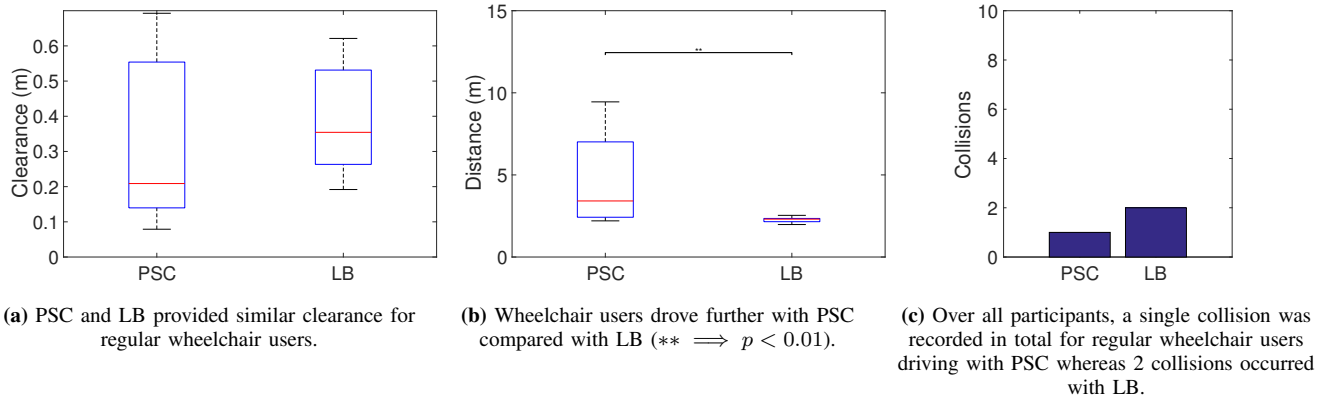 0.6
0.5
0.4
0.3
0.2
0.1
0
Clearance (m)
PSC
LB
15
10
5
0
Distance (m)
**
PSC
LB
10
8
6
4
2
0
Collisions
PSC
LB
(a) PSC and LB provided similar clearance for
regular wheelchair users.
(b) Wheelchair users drove further with PSC
compared with LB (** ⟹ p < 0.01).
(c) Over all participants, a single collision was
recorded in total for regular wheelchair users
driving with PSC whereas 2 collisions occurred
with LB.